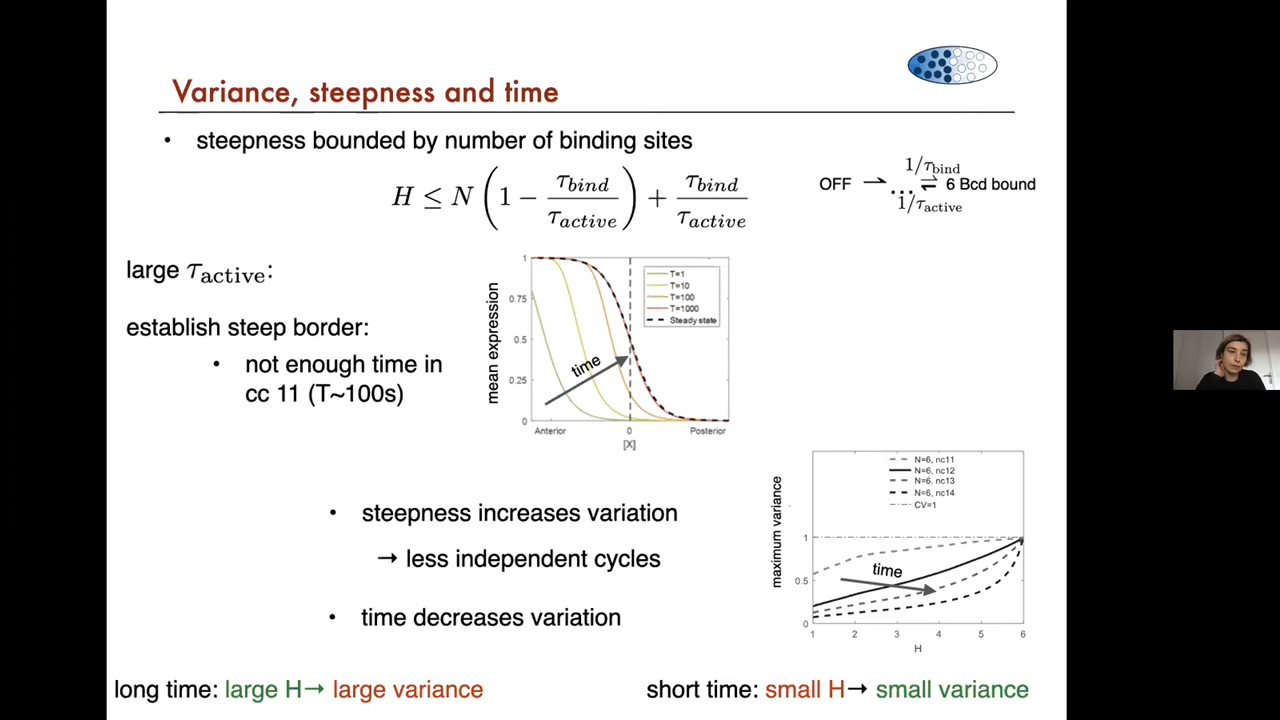 Variance, steepness and time
• steepness bounded by number of binding sites
H ≤ N ( 1 − τbind/τactive ) + τbind/τactive
1/τbind
OFF ⇀ ... ⇌ 6 Bcd bound
1/τactive
large τactive:
establish steep border:
• not enough time in
cc 11 (T~100s)
mean expression
1
0.75
0.5
0.25
0
T=1
T=10
T=100
T=1000
Steady state
time
Anterior 0 Posterior
[X]
• steepness increases variation
→ less independent cycles
• time decreases variation
maximum variance
N=6, nc11
N=6, nc12
N=6, nc13
N=6, nc14
CV=1
1
0.5
0
time
1 2 3 4 5 6
H
long time: large H→ large variance
short time: small H→ small variance